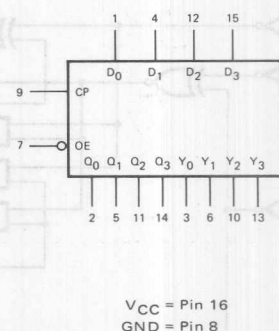 1 4 12 15
D0 D1 D2 D3
9 CP
7 OE
Q0 Q1 Q2 Q3 Y0 Y1 Y2 Y3
2 5 11 14 3 6 10 13
VCC = Pin 16
GND = Pin 8